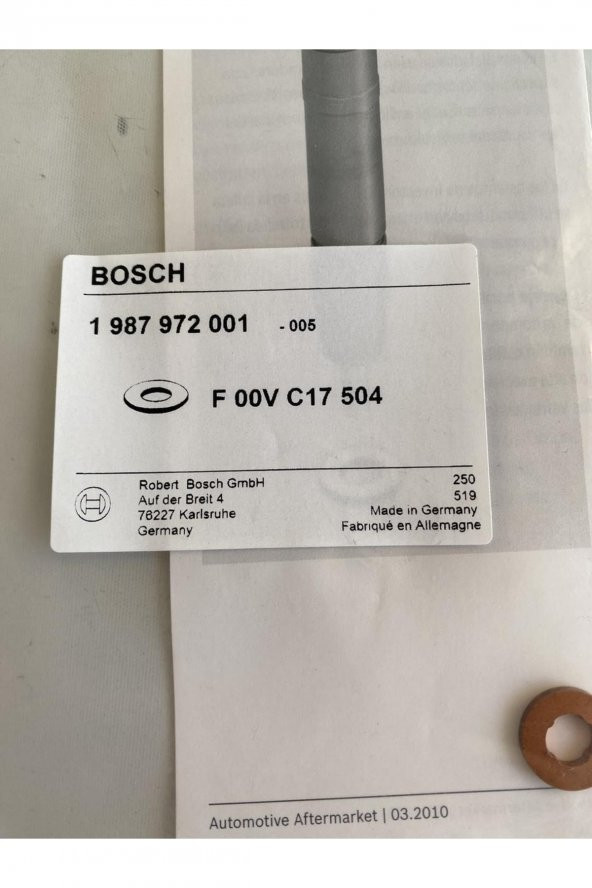 BOSCH
1 987 972 001 - 005
F 00V C17 504
Robert Bosch GmbH
Auf der Breit 4
76227 Karlsruhe
Germany
250
519
Made in Germany
Fabriqué en Allemagne
Automotive Aftermarket | 03.2010